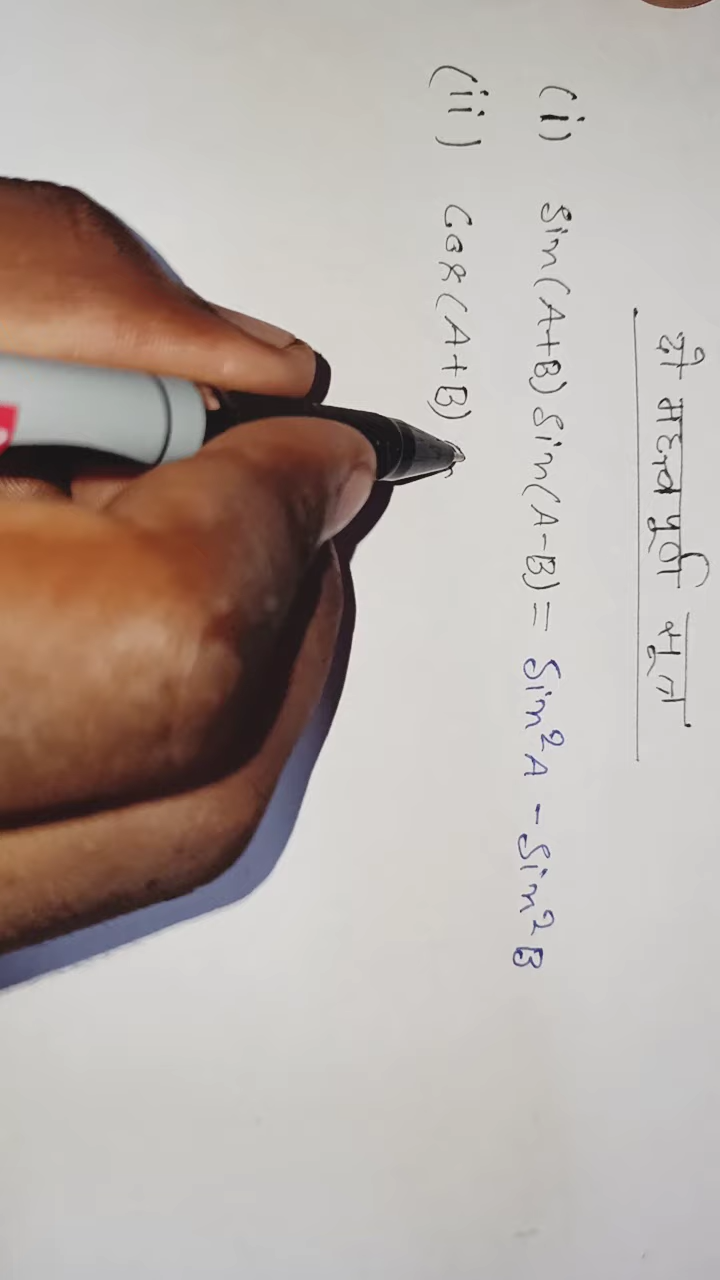 दो महत्वपूर्ण सूत्र
(i) Sin(A+B) Sin(A-B) = Sin²A - Sin²B
(ii) Cos(A+B)